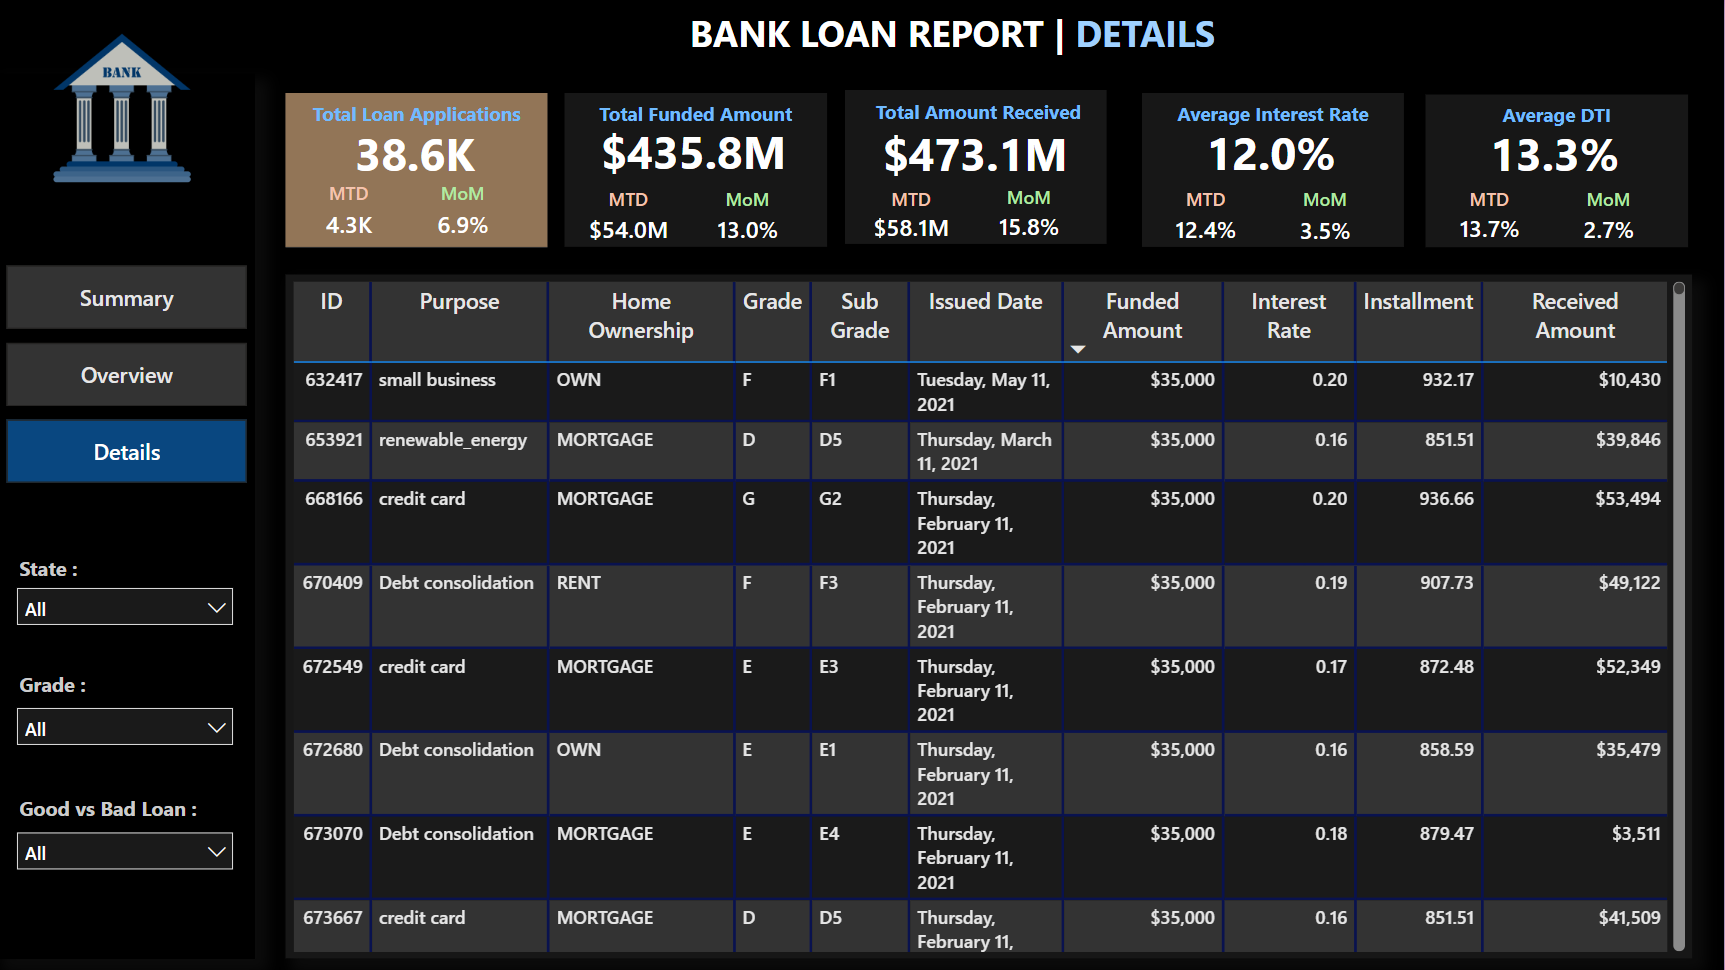 BANK LOAN REPORT | DETAILS
BANK
Total Loan Applications
38.6K
MTD MoM
4.3K 6.9%
Total Funded Amount
$435.8M
MTD MoM
$54.0M 13.0%
Total Amount Received
$473.1M
MTD MoM
$58.1M 15.8%
Average Interest Rate
12.0%
MTD MoM
12.4% 3.5%
Average DTI
13.3%
MTD MoM
13.7% 2.7%
Summary
Overview
Details
State :
All
Grade :
All
Good vs Bad Loan :
All
ID Purpose Home Grade Sub Issued Date Funded Interest Installment Received
Ownership Grade Amount Rate Amount
632417 small business OWN F F1 Tuesday, May 11, $35,000 0.20 932.17 $10,430
2021
653921 renewable_energy MORTGAGE D D5 Thursday, March $35,000 0.16 851.51 $39,846
11, 2021
668166 credit card MORTGAGE G G2 Thursday, $35,000 0.20 936.66 $53,494
February 11,
2021
670409 Debt consolidation RENT F F3 Thursday, $35,000 0.19 907.73 $49,122
February 11,
2021
672549 credit card MORTGAGE E E3 Thursday, $35,000 0.17 872.48 $52,349
February 11,
2021
672680 Debt consolidation OWN E E1 Thursday, $35,000 0.16 858.59 $35,479
February 11,
2021
673070 Debt consolidation MORTGAGE E E4 Thursday, $35,000 0.18 879.47 $3,511
February 11,
2021
673667 credit card MORTGAGE D D5 Thursday, $35,000 0.16 851.51 $41,509
February 11,